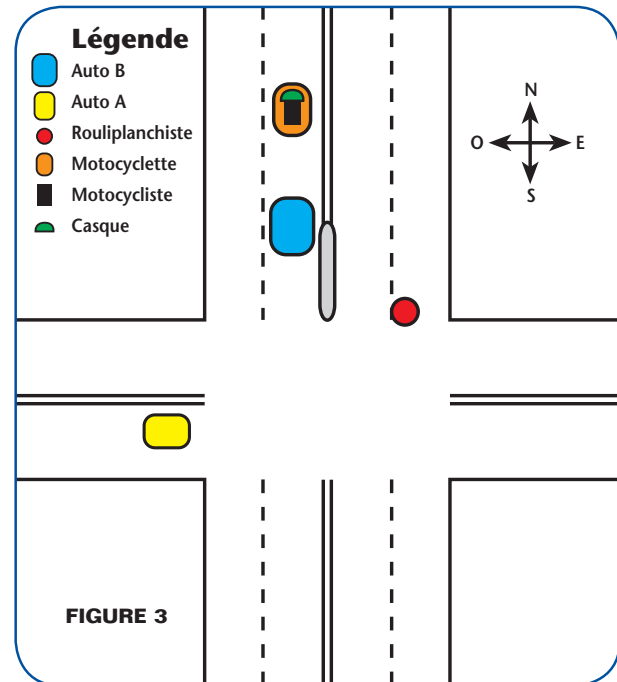 Légende
Auto B
Auto A
Rouliplanchiste
Motocyclette
Motocycliste
Casque
N
O E
S
FIGURE 3